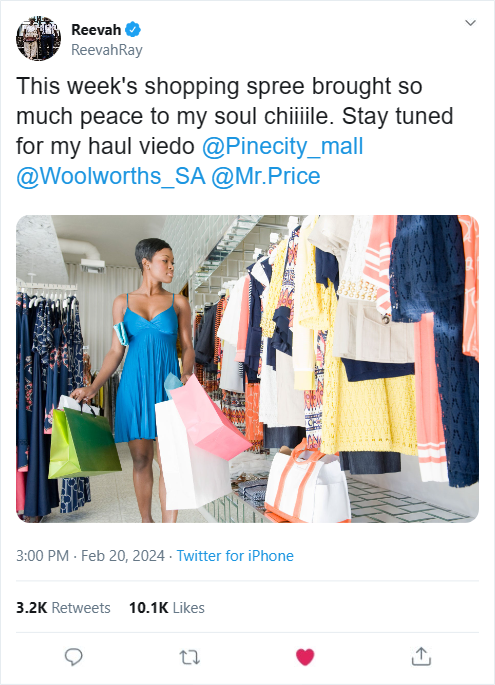 Reevah
ReevahRay
This week's shopping spree brought so
much peace to my soul chiiiile. Stay tuned
for my haul viedo @Pinecity_mall
@Woolworths_SA @Mr.Price
3:00 PM · Feb 20, 2024 · Twitter for iPhone
3.2K Retweets 10.1K Likes